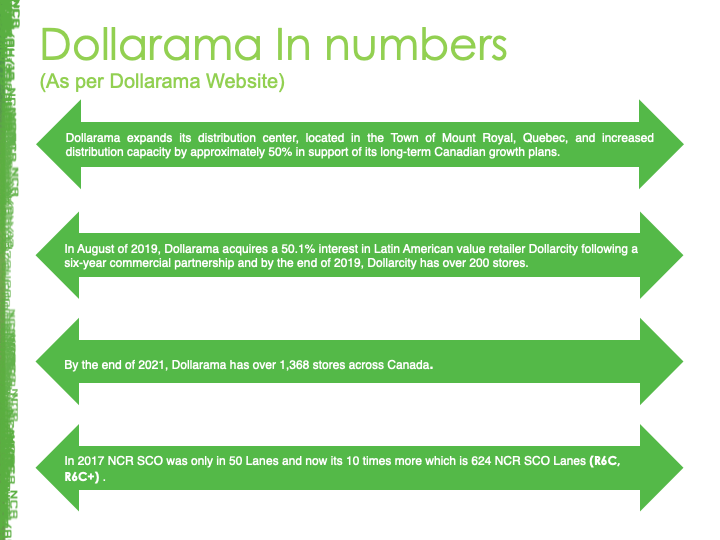 Dollarama In numbers
(As per Dollarama Website)
Dollarama expands its distribution center, located in the Town of Mount Royal, Quebec, and increased
distribution capacity by approximately 50% in support of its long-term Canadian growth plans.
In August of 2019, Dollarama acquires a 50.1% interest in Latin American value retailer Dollarcity following a
six-year commercial partnership and by the end of 2019, Dollarcity has over 200 stores.
By the end of 2021, Dollarama has over 1,368 stores across Canada.
In 2017 NCR SCO was only in 50 Lanes and now its 10 times more which is 624 NCR SCO Lanes (R6C,
R6C+) .